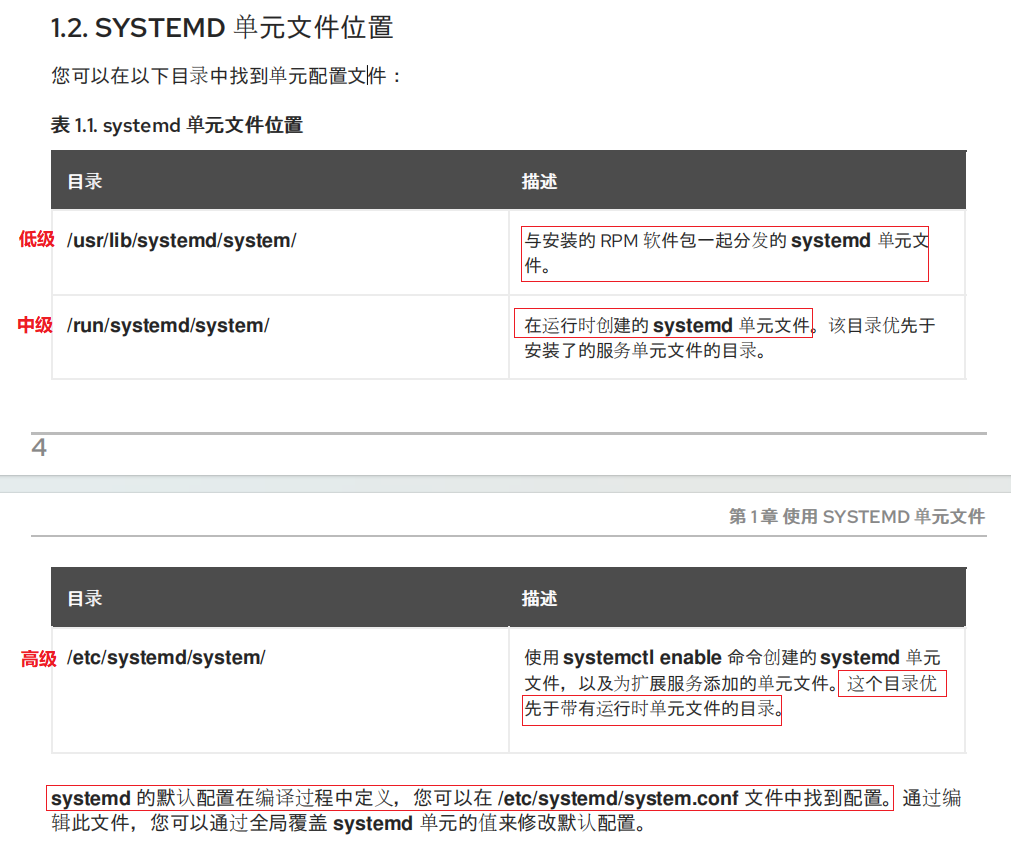 1.2. SYSTEMD 单元文件位置
您可以在以下目录中找到单元配置文件：
表 1.1. systemd 单元文件位置
目录 描述
低级 /usr/lib/systemd/system/ 与安装的 RPM 软件包一起分发的 systemd 单元文
件。
中级 /run/systemd/system/ 在运行时创建的 systemd 单元文件。该目录优先于
安装了的服务单元文件的目录。
4
第 1 章 使用 SYSTEMD 单元文件
目录 描述
高级 /etc/systemd/system/ 使用 systemctl enable 命令创建的 systemd 单元
文件，以及为扩展服务添加的单元文件。这个目录优
先于带有运行时单元文件的目录。
systemd 的默认配置在编译过程中定义，您可以在 /etc/systemd/system.conf 文件中找到配置。通过编
辑此文件，您可以通过全局覆盖 systemd 单元的值来修改默认配置。